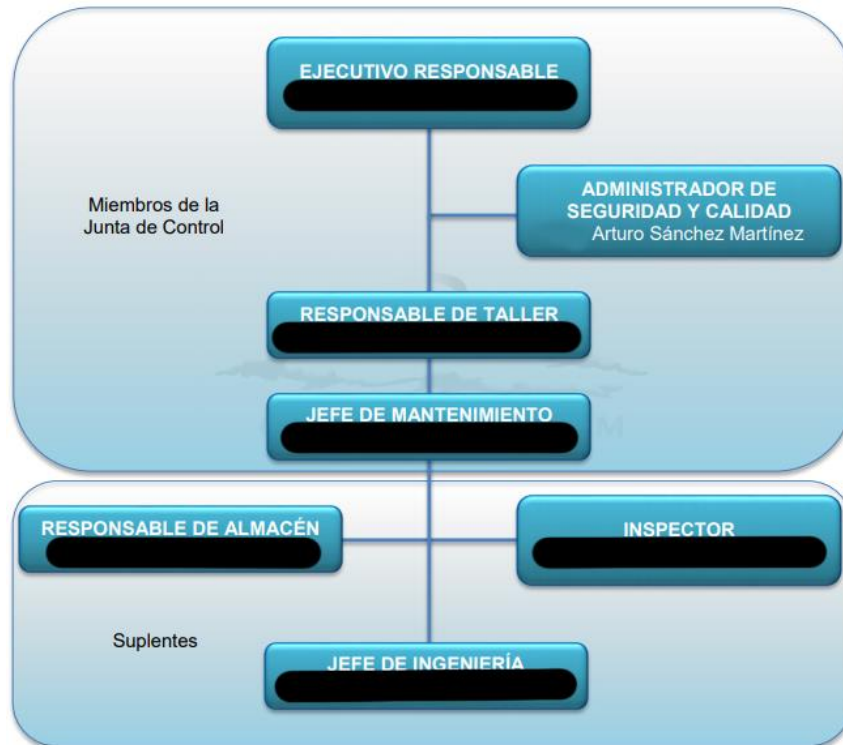 EJECUTIVO RESPONSABLE
Miembros de la
Junta de Control
ADMINISTRADOR DE
SEGURIDAD Y CALIDAD
Arturo Sánchez Martínez
RESPONSABLE DE TALLER
JEFE DE MANTENIMIENTO
RESPONSABLE DE ALMACÉN
INSPECTOR
Suplentes
JEFE DE INGENIERÍA